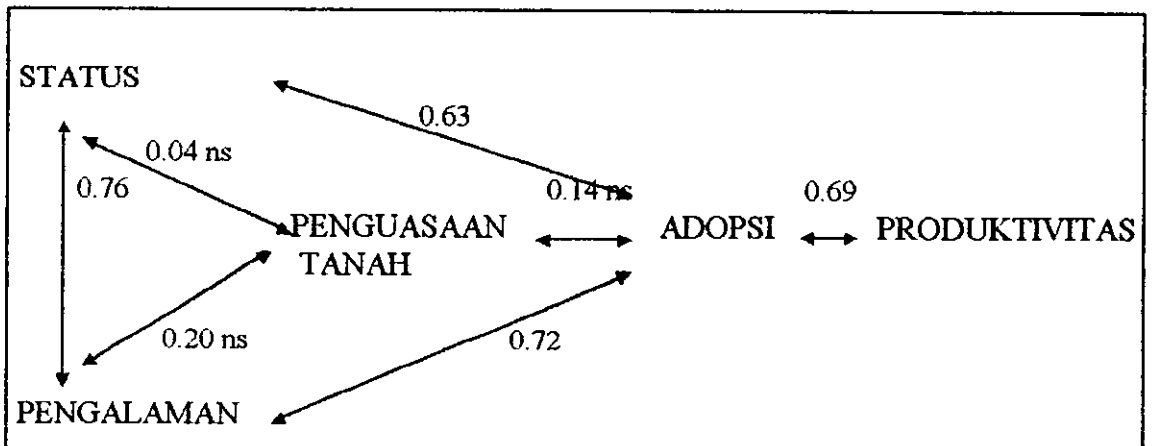 STATUS
0.63
0.04 ns
0.76
0.14 ns
0.69
PENGUASAAN
TANAH
ADOPSI
PRODUKTIVITAS
0.20 ns
0.72
PENGALAMAN